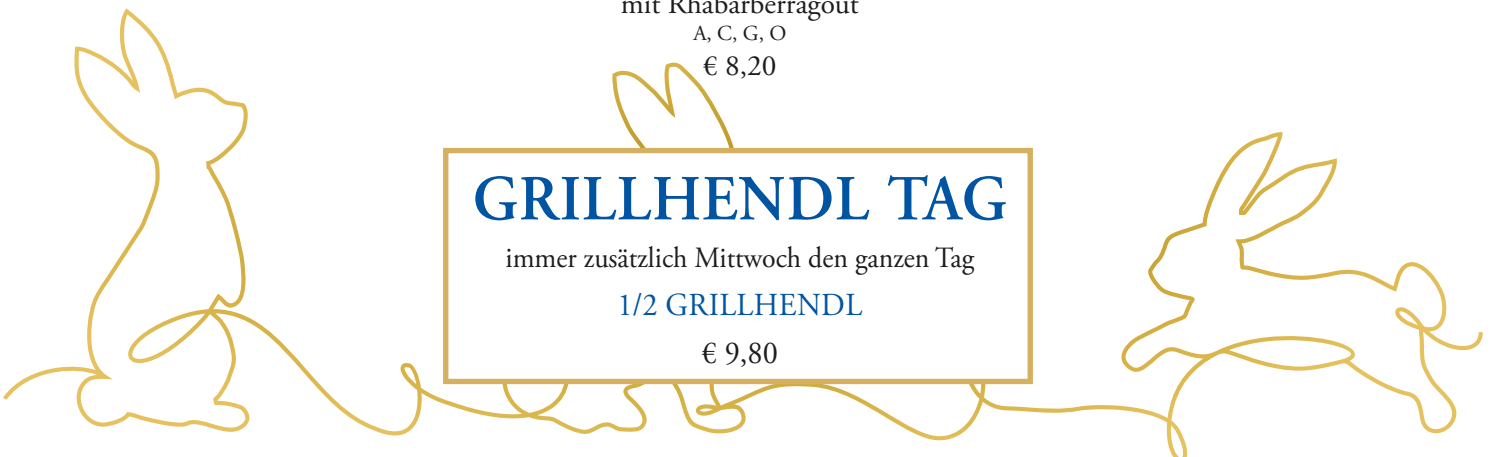 mit Rhabarberragout
A, C, G, O
€ 8,20
GRILLHENDL TAG
immer zusätzlich Mittwoch den ganzen Tag
1/2 GRILLHENDL
€ 9,80